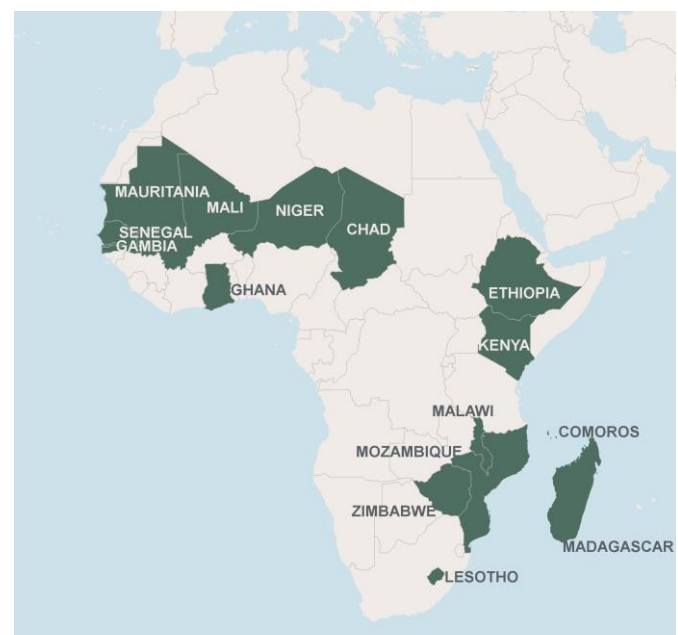 MAURITANIA
MALI
NIGER
CHAD
SENEGAL
GAMBIA
GHANA
ETHIOPIA
KENYA
MALAWI
COMOROS
MOZAMBIQUE
ZIMBABWE
MADAGASCAR
LESOTHO